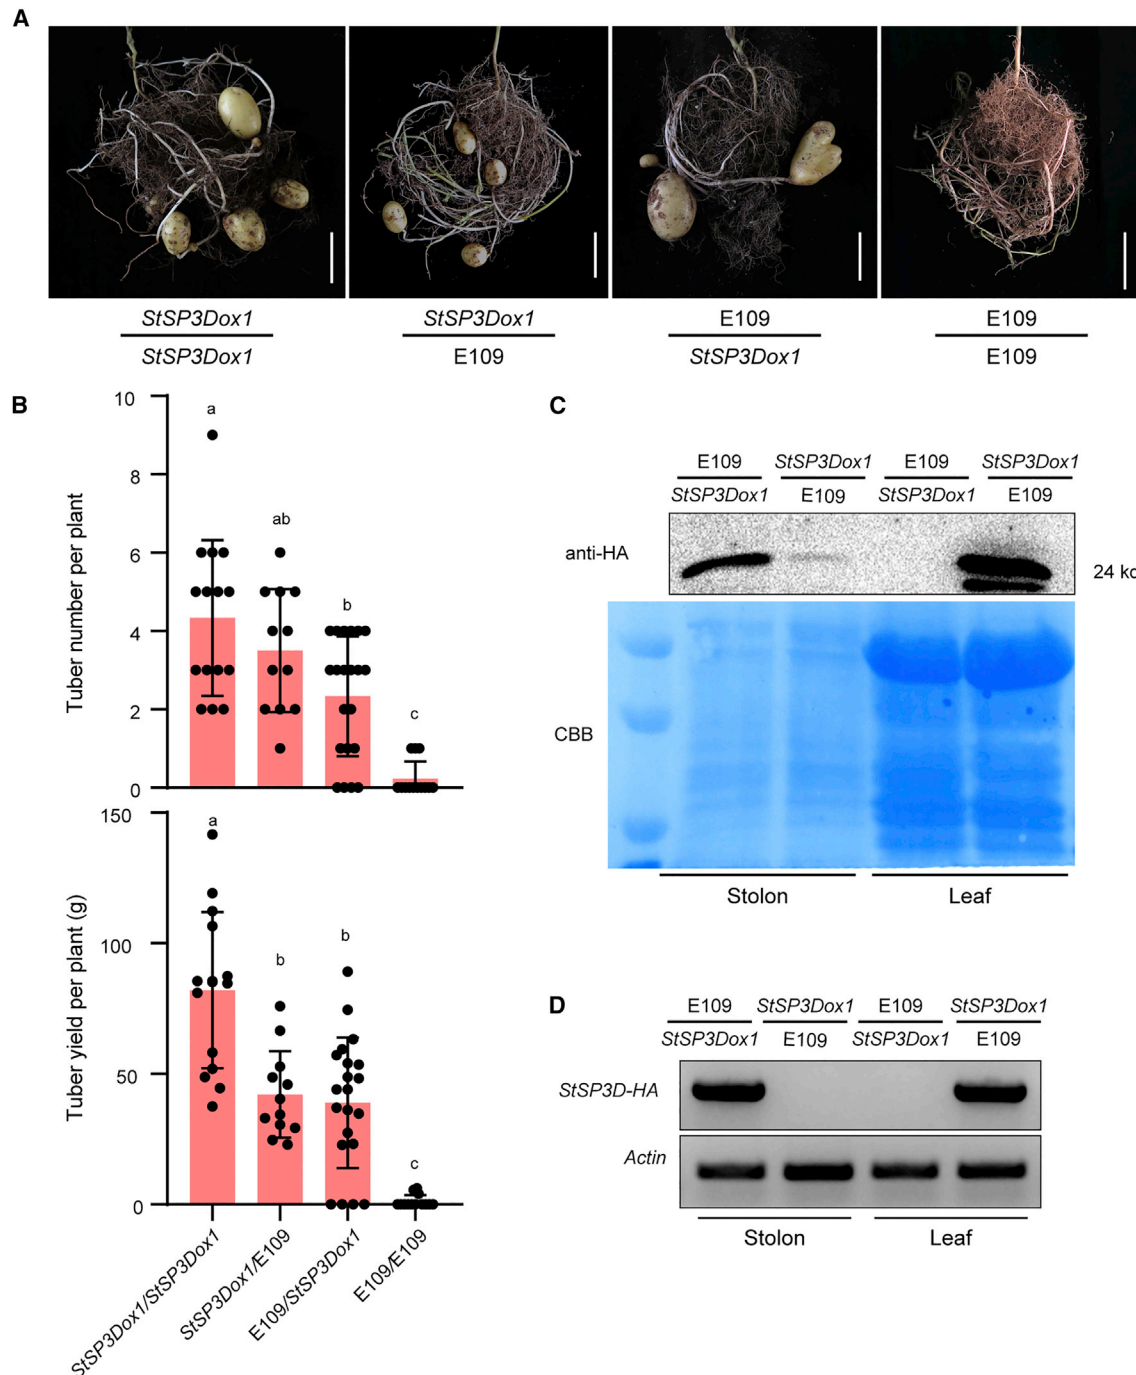 A
StSP3Dox1
StSP3Dox1
StSP3Dox1
E109
E109
StSP3Dox1
E109
E109
B
Tuber number per plant
10
8
6
4
2
0
a
ab
b
c
Tuber yield per plant (g)
150
100
50
0
a
b
b
c
StSP3Dox1/StSP3Dox1
StSP3Dox1/E109
E109/StSP3Dox1
E109/E109
C
E109
StSP3Dox1
StSP3Dox1
E109
E109
StSP3Dox1
StSP3Dox1
E109
anti-HA
24 kd
CBB
Stolon
Leaf
D
E109
StSP3Dox1
StSP3Dox1
E109
E109
StSP3Dox1
StSP3Dox1
E109
StSP3D-HA
Actin
Stolon
Leaf